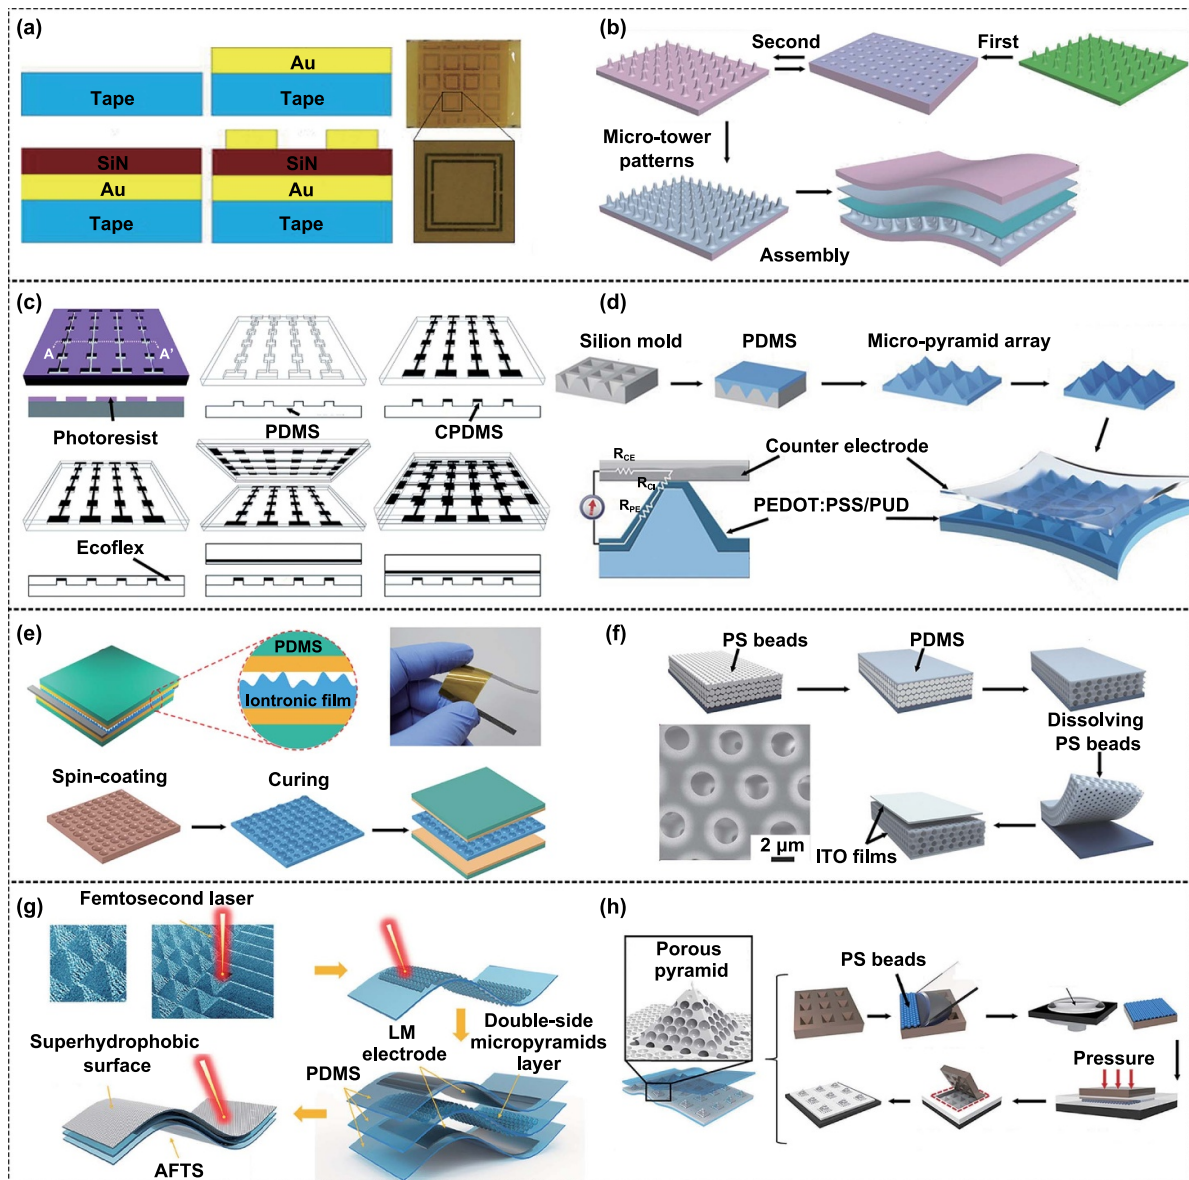 (a)
Au
Tape
Tape
SiN
SiN
Au
Au
Tape
Tape
(b)
Second
First
Micro-tower
patterns
Assembly
(c)
A
A'
Photoresist
PDMS
CPDMS
Ecoflex
(d)
Silion mold
PDMS
Micro-pyramid array
Counter electrode
R_CE
R_CL
R_PE
PEDOT:PSS/PUD
(e)
PDMS
Iontronic film
Spin-coating
Curing
(f)
PS beads
PDMS
Dissolving
PS beads
2 μm
ITO films
(g)
Femtosecond laser
Superhydrophobic
surface
LM
electrode
Double-side
micropyramids
layer
PDMS
AFTS
(h)
Porous
pyramid
PS beads
Pressure